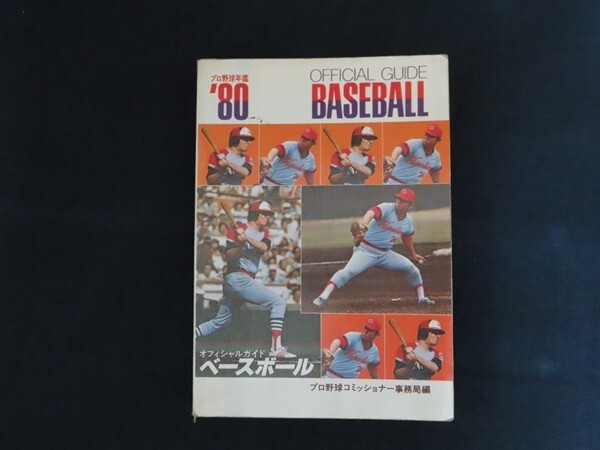 プロ野球年鑑
'80
OFFICIAL GUIDE
BASEBALL
オフィシャルガイド
ベースボール
プロ野球コミッショナー事務局編